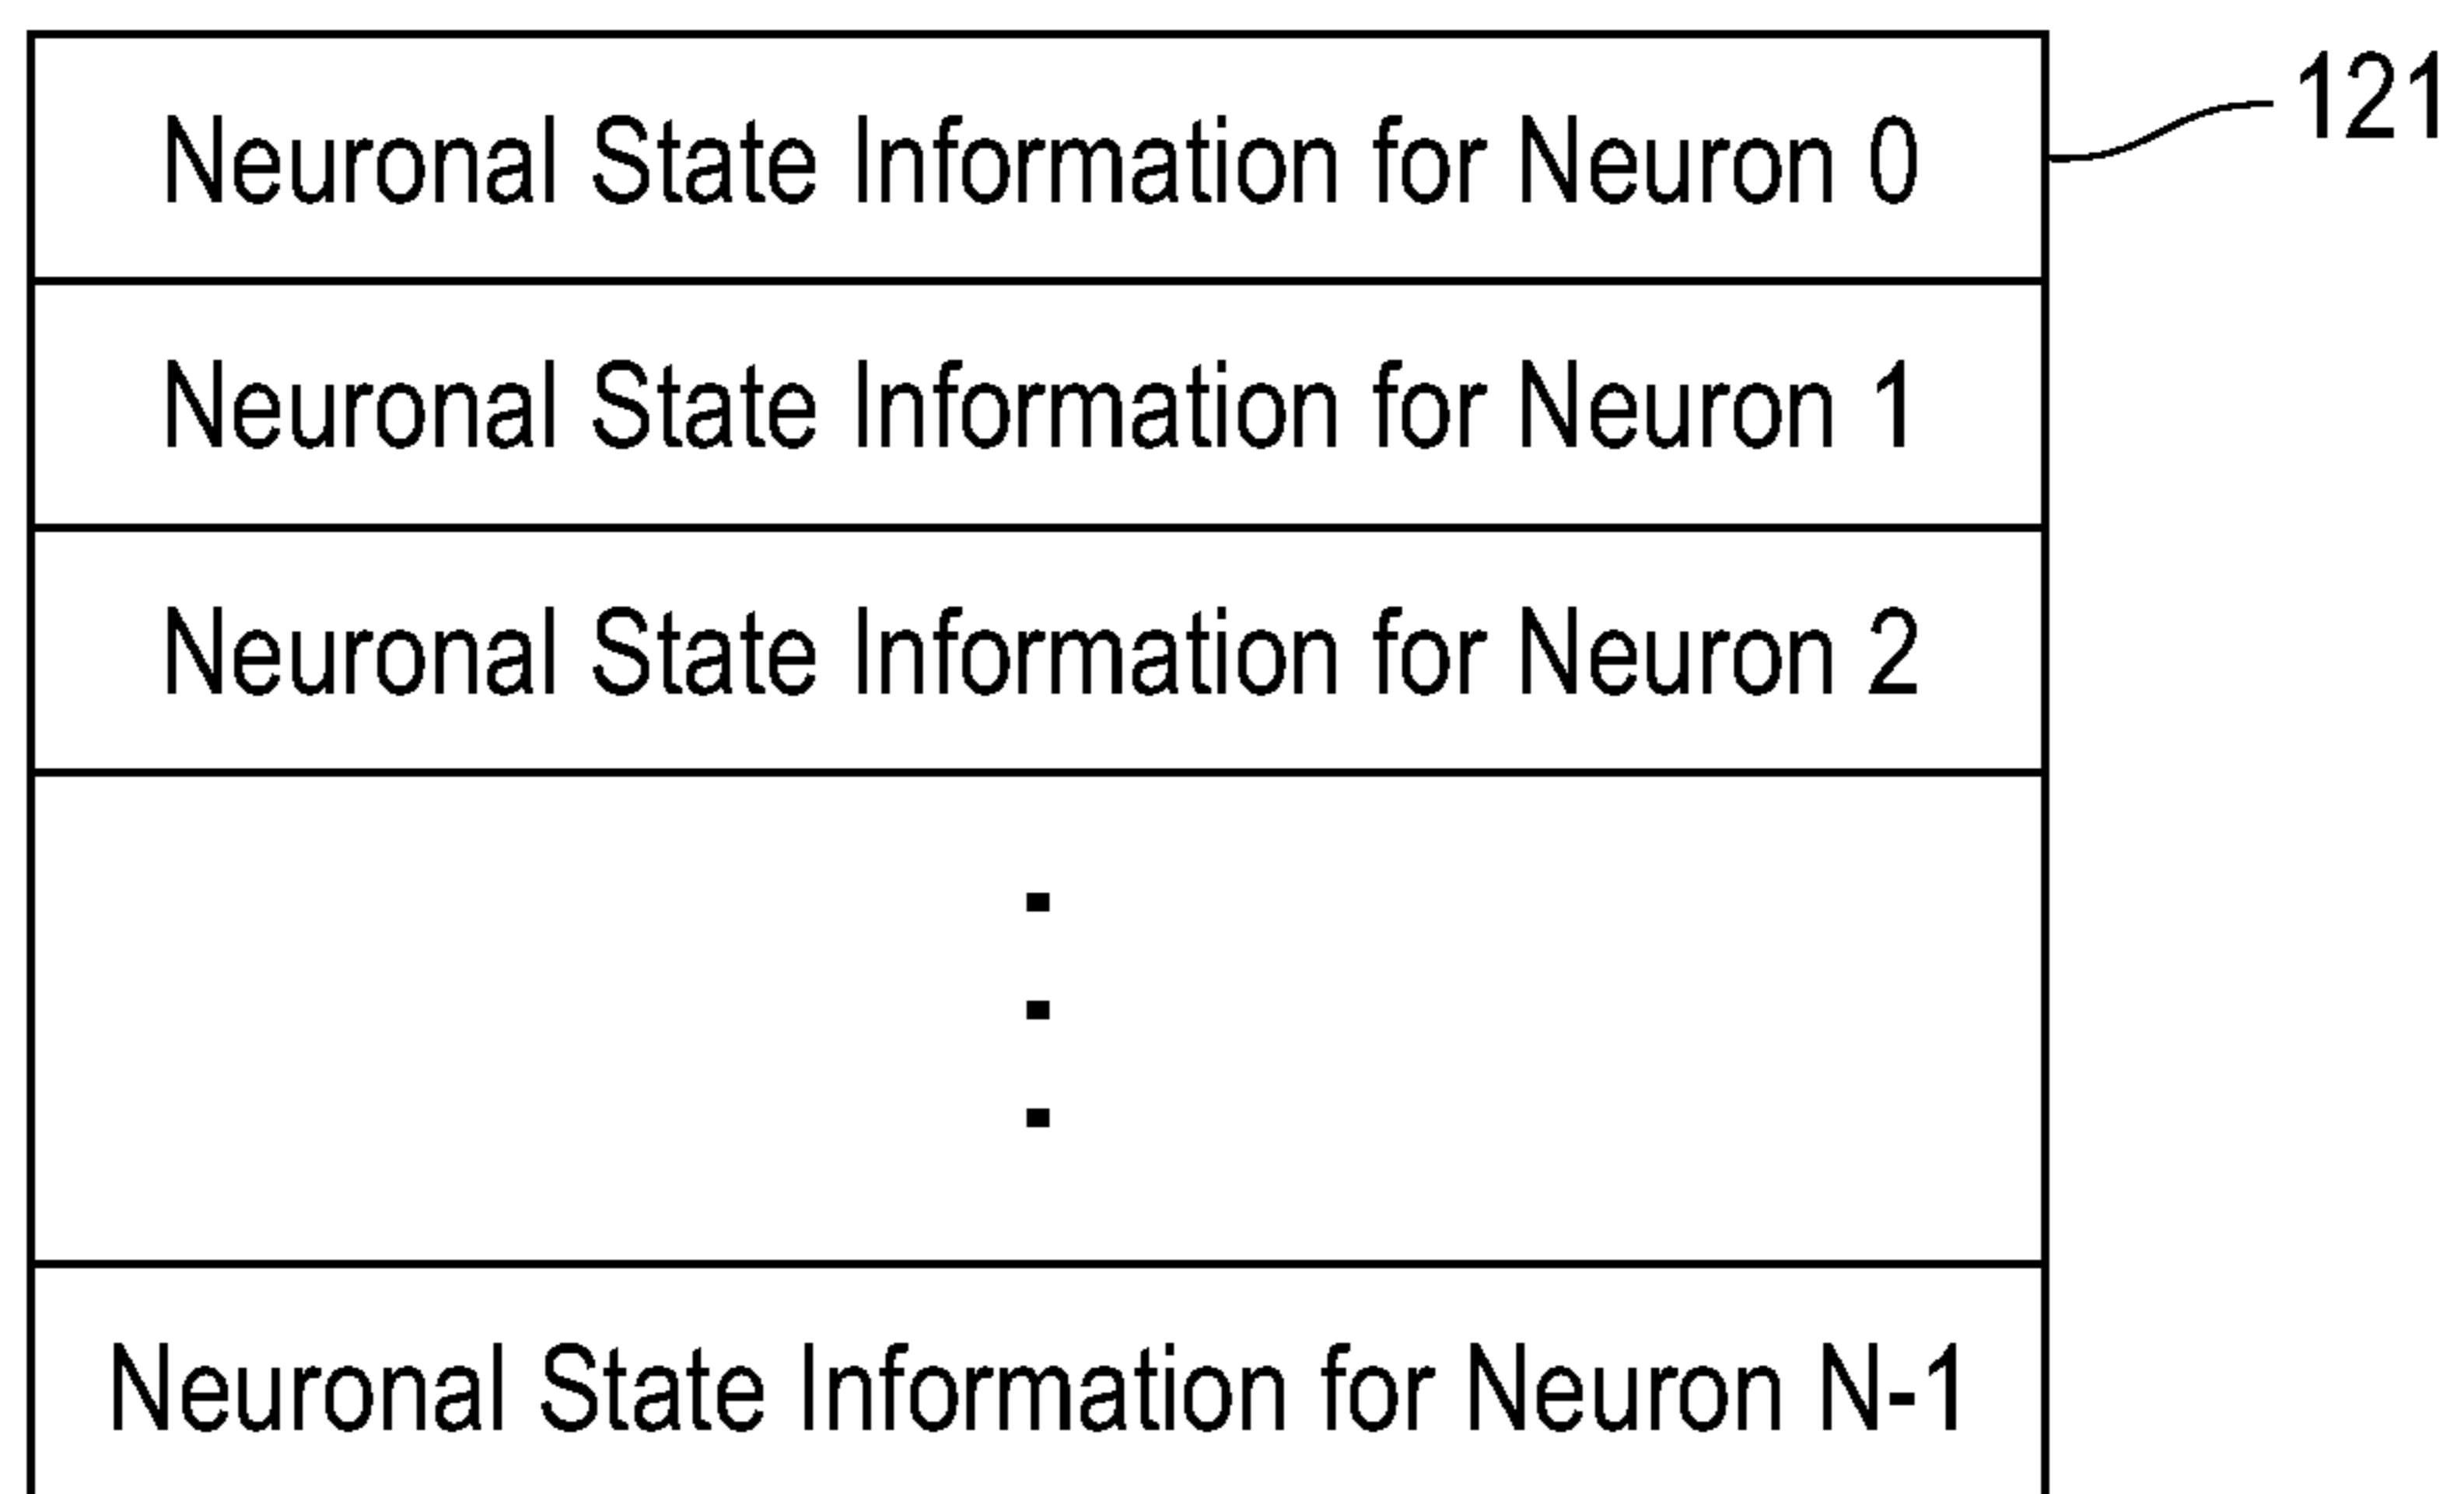 Neuronal State Information for Neuron 0
121
Neuronal State Information for Neuron 1
Neuronal State Information for Neuron 2
Neuronal State Information for Neuron N-1